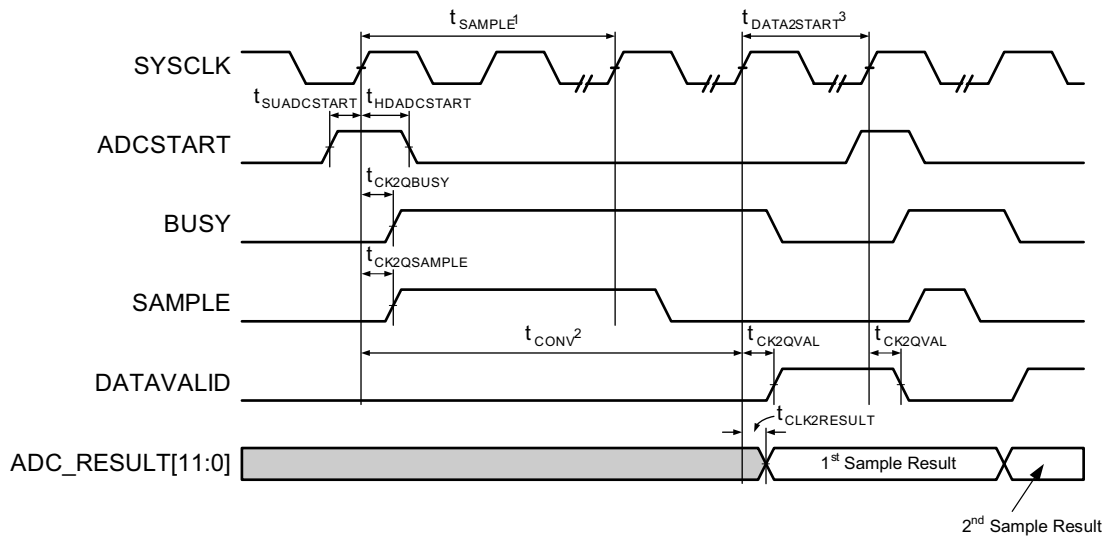 tSAMPLE1 tDATA2START3
SYSCLK
tSUADCSTART tHDADCSTART
ADCSTART
tCK2QBUSY
BUSY
tCK2QSAMPLE
SAMPLE
tCONV2 tCK2QVAL tCK2QVAL
DATAVALID
tCLK2RESULT
ADC_RESULT[11:0] 1st Sample Result
2nd Sample Result